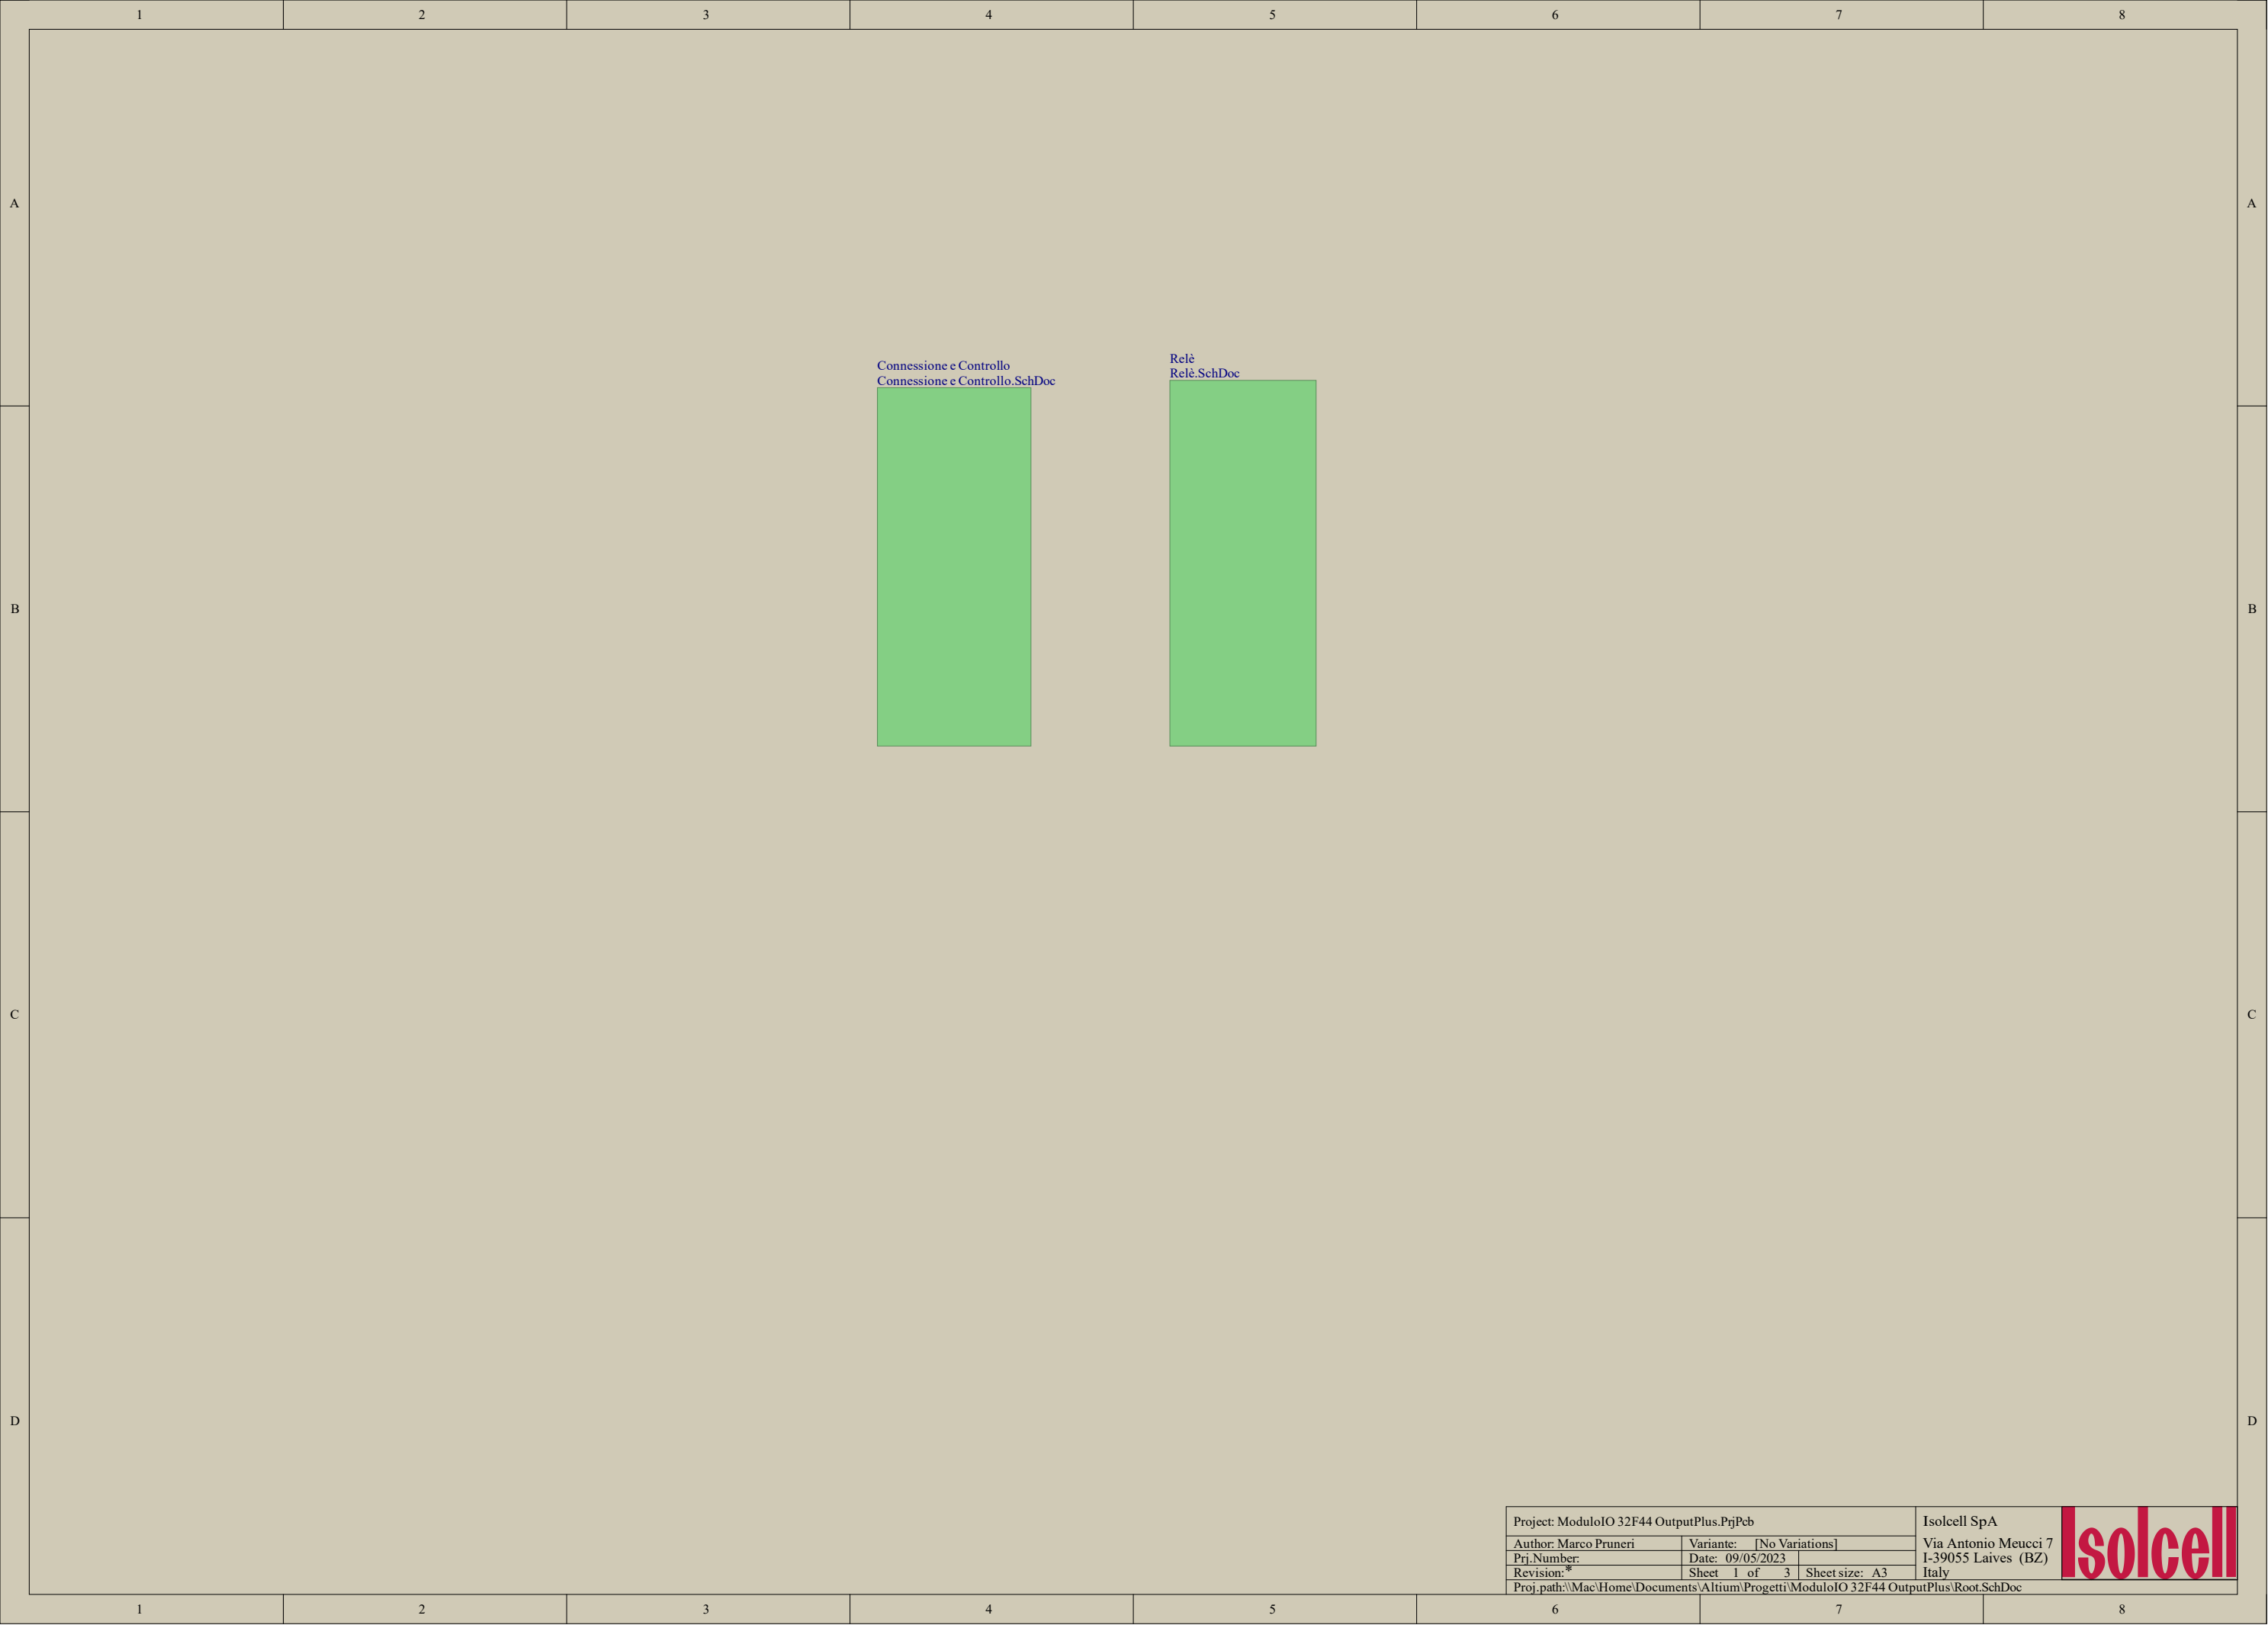 1 2 3 4 5 6 7 8
A A
Relè
Connessione e Controllo
Relè.SchDoc
Connessione e Controllo.SchDoc
B B
C C
D D
Project: ModuloIO 32F44 OutputPlus.PrjPcb
Isolcell SpA
Author: Marco Pruneri
Variante: [No Variations]
Via Antonio Meucci 7
Prj.Number:
Date: 09/05/2023
I-39055 Laives (BZ)
Revision:*
Sheet 1 of 3
Sheet size: A3
Italy
Isolcell
Proj.path:\\Mac\Home\Documents\Altium\Progetti\ModuloIO 32F44 OutputPlus\Root.SchDoc
1 2 3 4 5 6 7 8